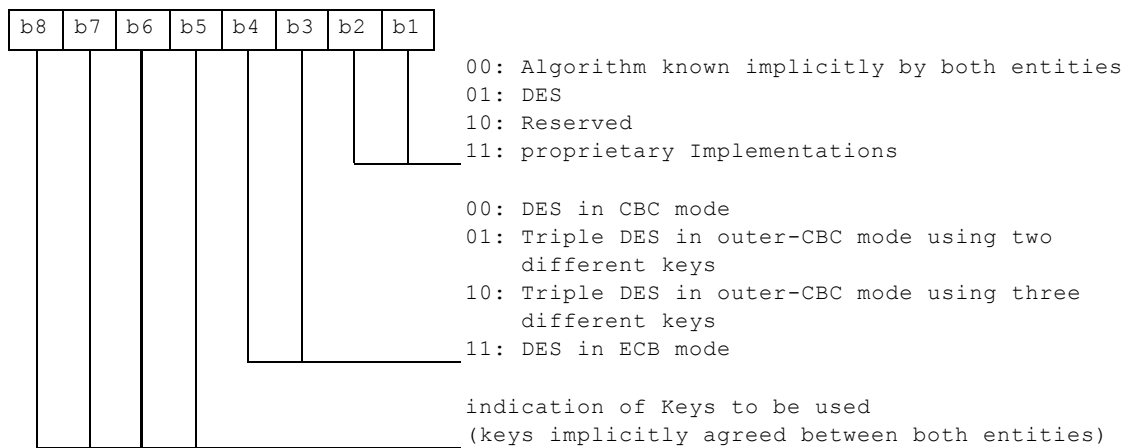 b8 b7 b6 b5 b4 b3 b2 b1
00: Algorithm known implicitly by both entities
01: DES
10: Reserved
11: proprietary Implementations
00: DES in CBC mode
01: Triple DES in outer-CBC mode using two
different keys
10: Triple DES in outer-CBC mode using three
different keys
11: DES in ECB mode
indication of Keys to be used
(keys implicitly agreed between both entities)